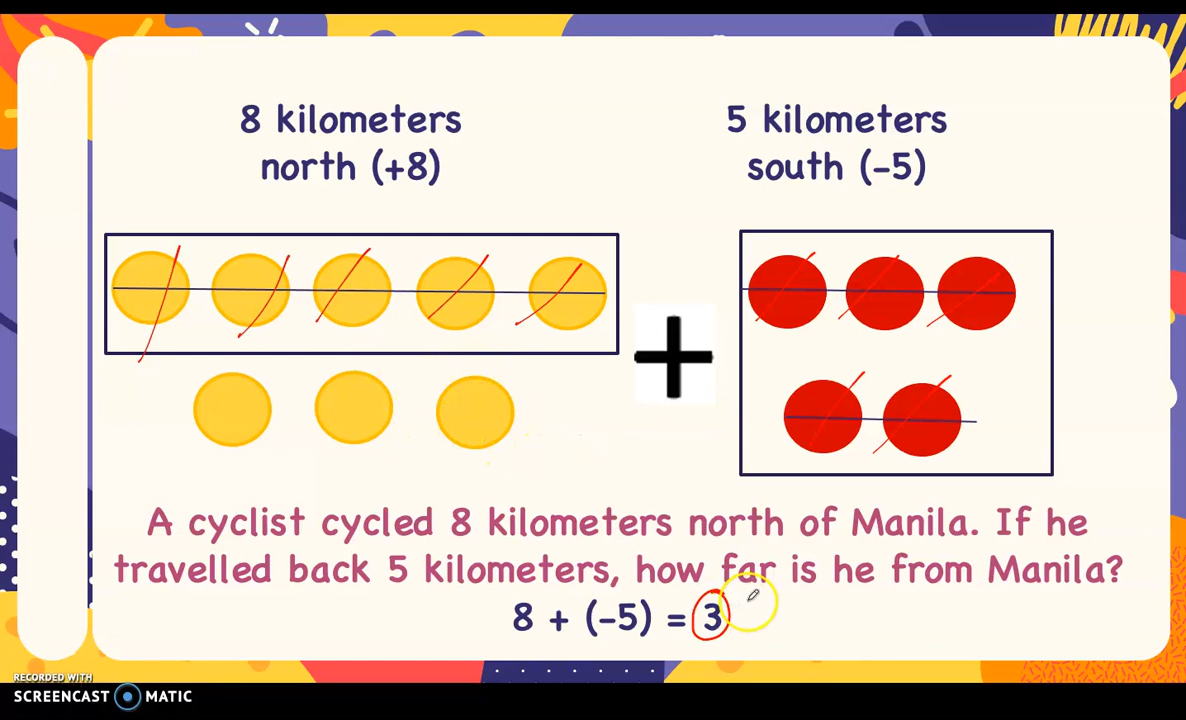 8 kilometers
north (+8)
5 kilometers
south (-5)
+
A cyclist cycled 8 kilometers north of Manila. If he
travelled back 5 kilometers, how far is he from Manila?
8 + (-5) = 3
RECORDED WITH
SCREENCAST MATIC